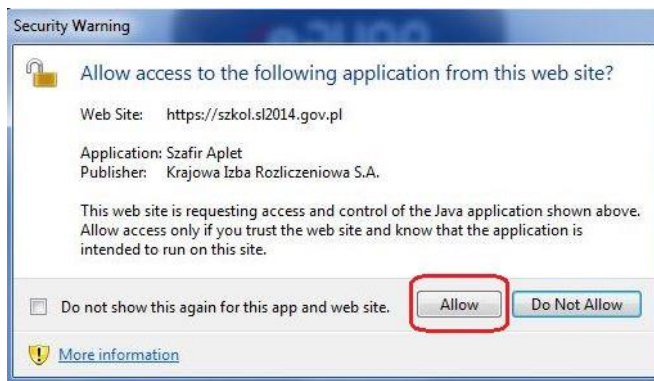 Security Warning
Allow access to the following application from this web site?
Web Site: https://szkol.sl2014.gov.pl
Application: Szafir Aplet
Publisher: Krajowa Izba Rozliczeniowa S.A.
This web site is requesting access and control of the Java application shown above.
Allow access only if you trust the web site and know that the application is
intended to run on this site.
Do not show this again for this app and web site. Allow Do Not Allow
More information